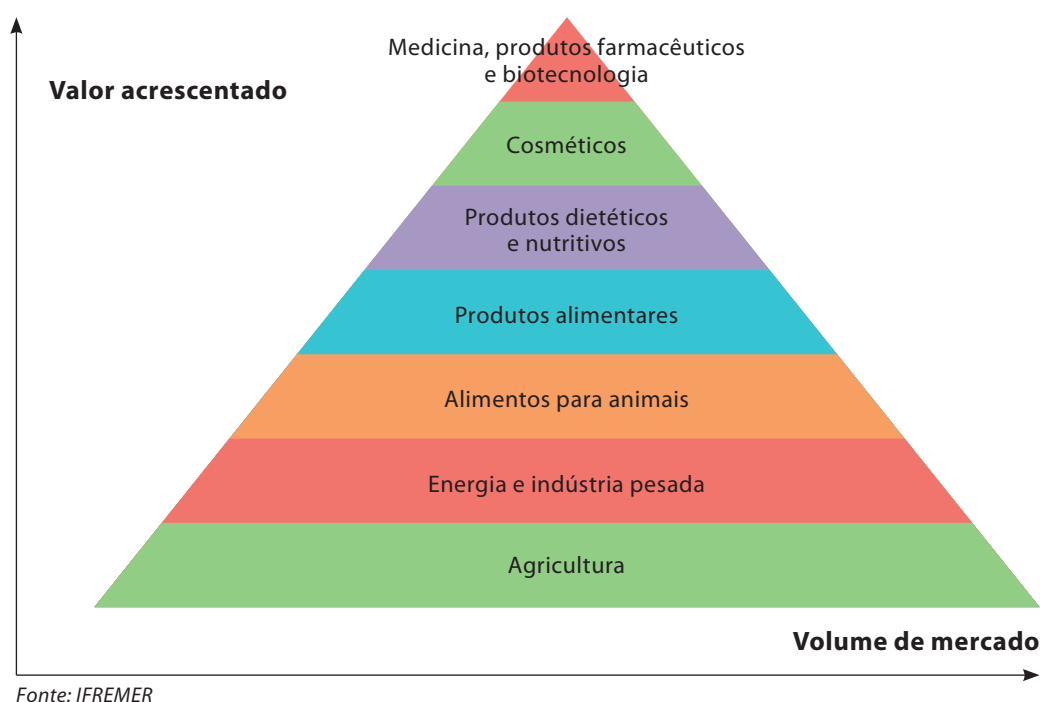 Medicina, produtos farmacêuticos
e biotecnologia
Valor acrescentado
Cosméticos
Produtos dietéticos
e nutritivos
Produtos alimentares
Alimentos para animais
Energia e indústria pesada
Agricultura
Volume de mercado
Fonte: IFREMER